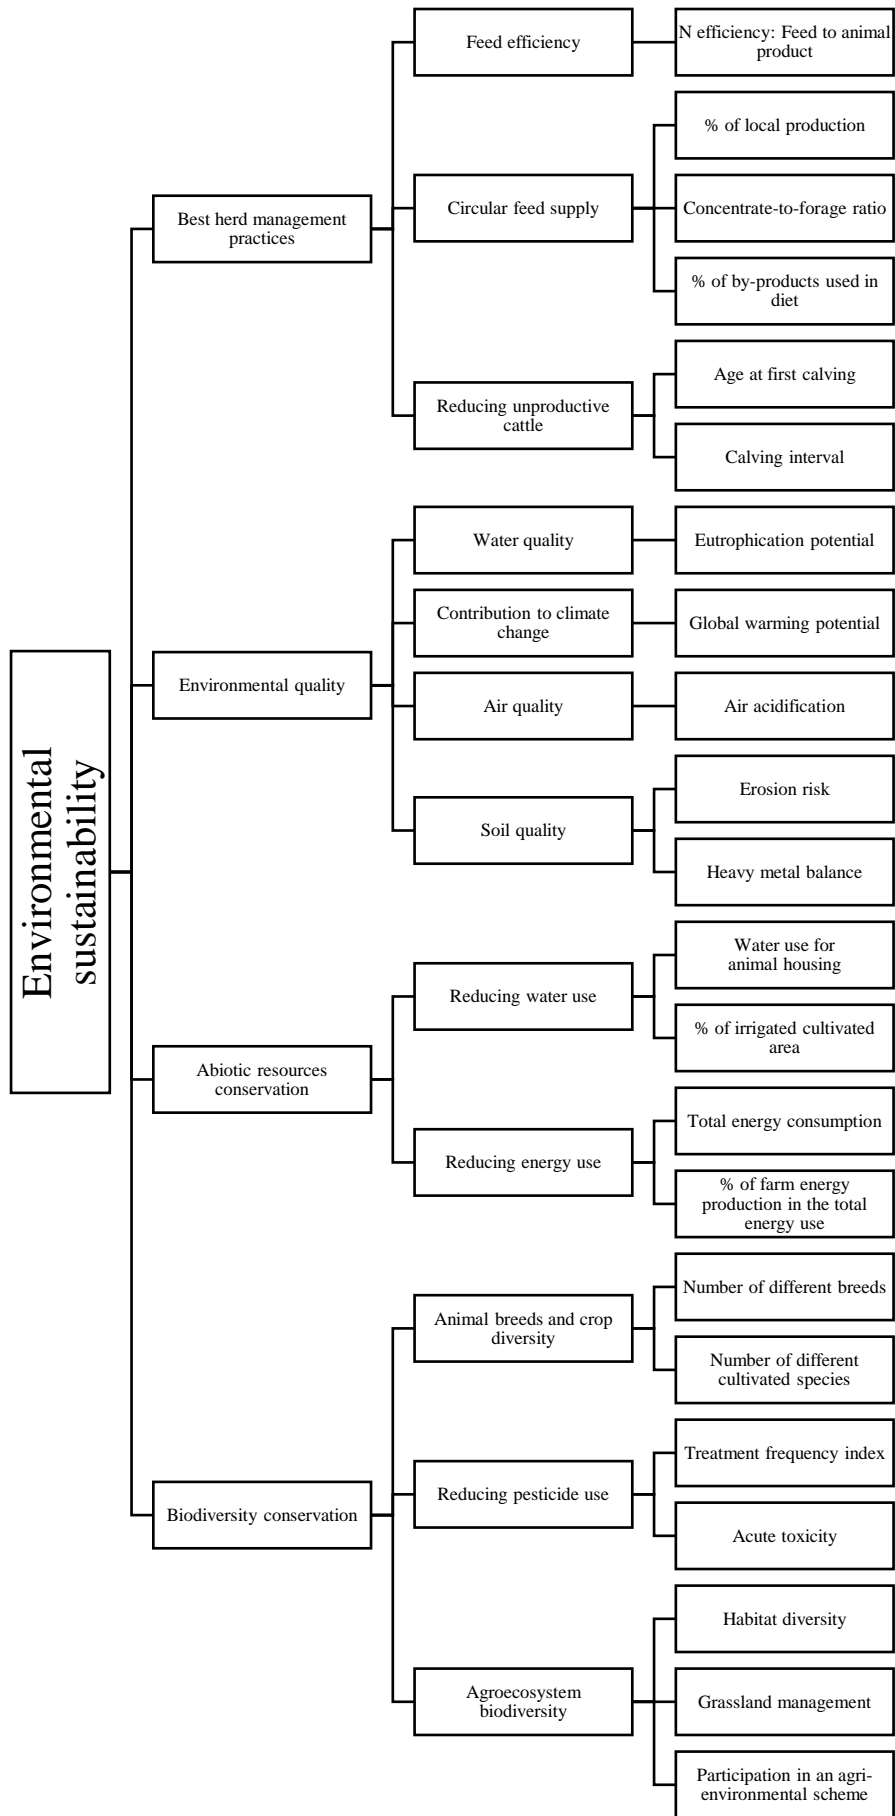 Environmental
sustainability
Best herd management
practices
Feed efficiency
N efficiency: Feed to animal
product
Circular feed supply
% of local production
Concentrate-to-forage ratio
% of by-products used in
diet
Reducing unproductive
cattle
Age at first calving
Calving interval
Environmental quality
Water quality
Eutrophication potential
Contribution to climate
change
Global warming potential
Air quality
Air acidification
Soil quality
Erosion risk
Heavy metal balance
Abiotic resources
conservation
Reducing water use
Water use for
animal housing
% of irrigated cultivated
area
Reducing energy use
Total energy consumption
% of farm energy
production in the total
energy use
Biodiversity conservation
Animal breeds and crop
diversity
Number of different breeds
Number of different
cultivated species
Reducing pesticide use
Treatment frequency index
Acute toxicity
Agroecosystem
biodiversity
Habitat diversity
Grassland management
Participation in an agri-
environmental scheme